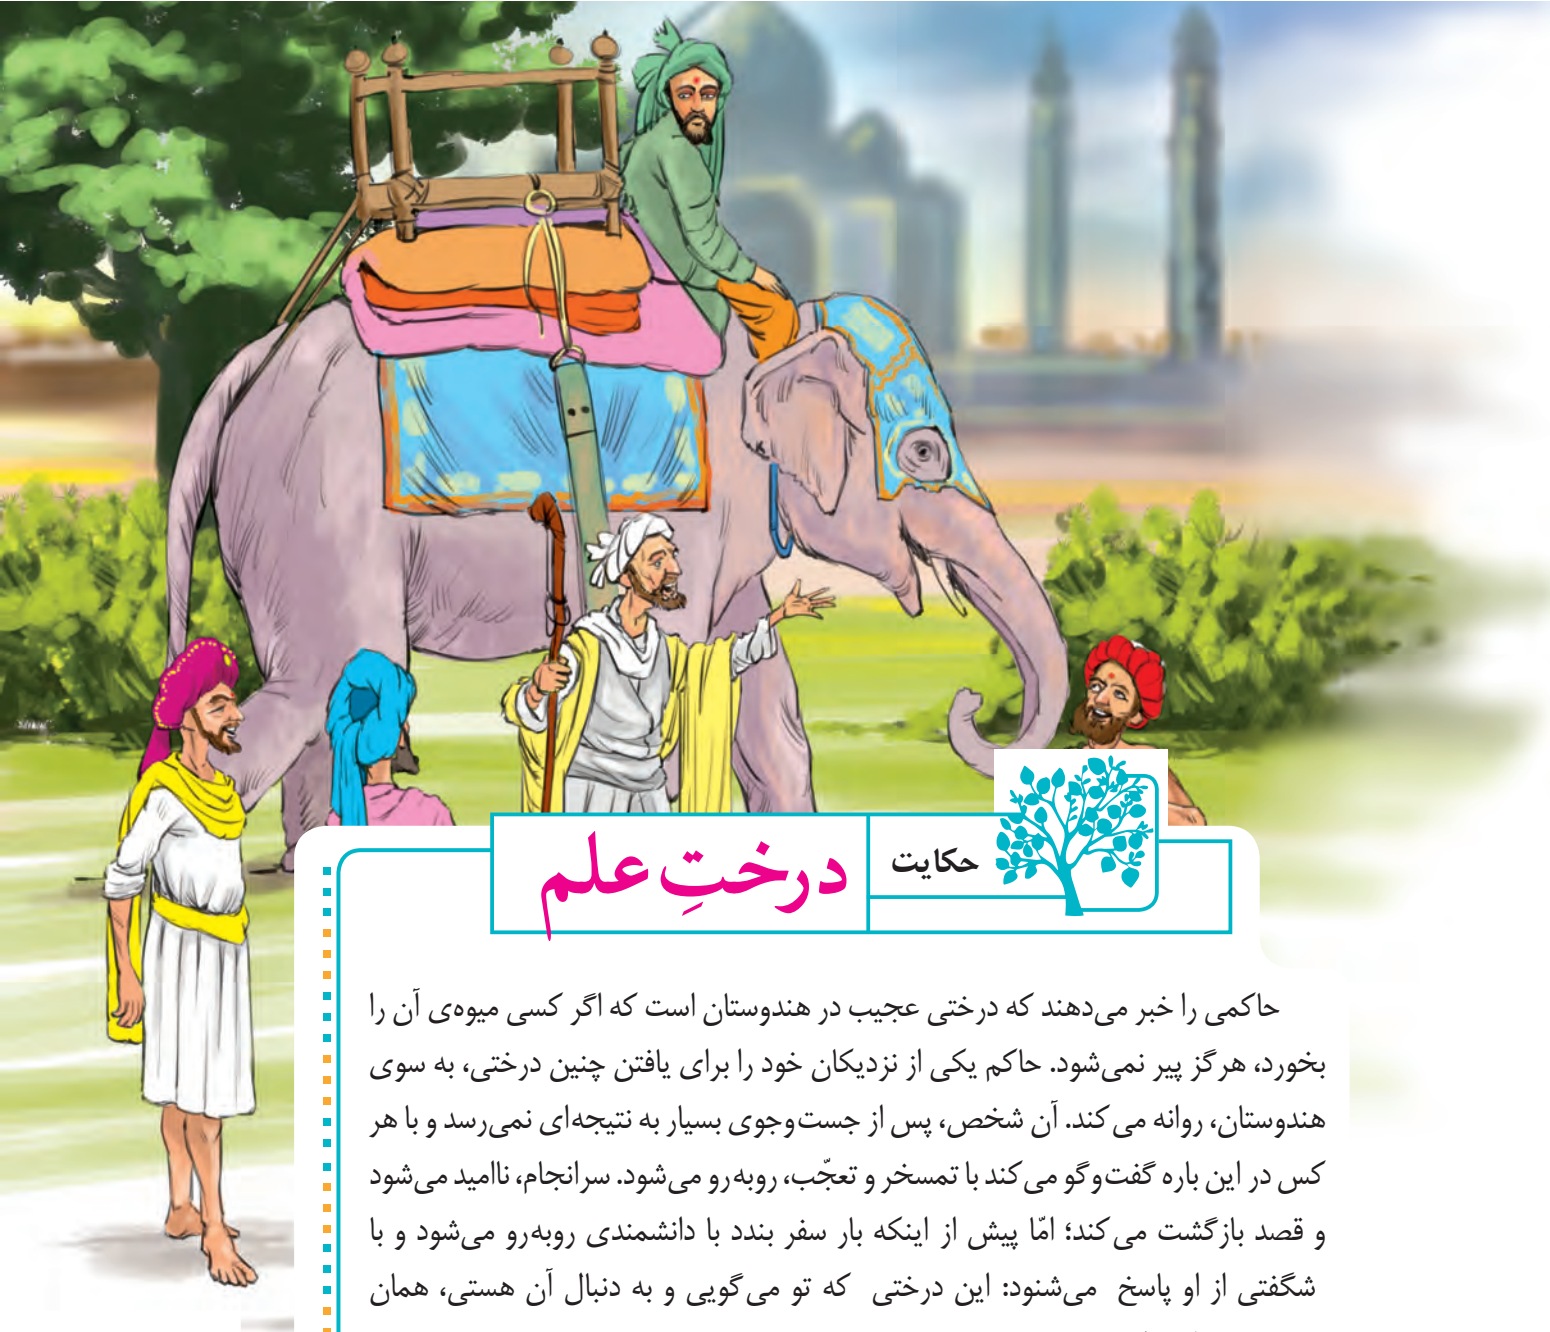 حکایت
درختِ علم
حاکمی را خبر می‌دهند که درختی عجیب در هندوستان است که اگر کسی میوه‌ی آن را
بخورد، هرگز پیر نمی‌شود. حاکم یکی از نزدیکان خود را برای یافتن چنین درختی، به سوی
هندوستان، روانه می‌کند. آن شخص، پس از جست‌وجوی بسیار به نتیجه‌ای نمی‌رسد و با هر
کس در این باره گفت‌وگو می‌کند با تمسخر و تعجّب، روبه‌رو می‌شود. سرانجام، ناامید می‌شود
و قصد بازگشت می‌کند؛ امّا پیش از اینکه بار سفر بندد با دانشمندی روبه‌رو می‌شود و با
شگفتی از او پاسخ می‌شنود: این درختی که تو می‌گویی و به دنبال آن هستی، همان